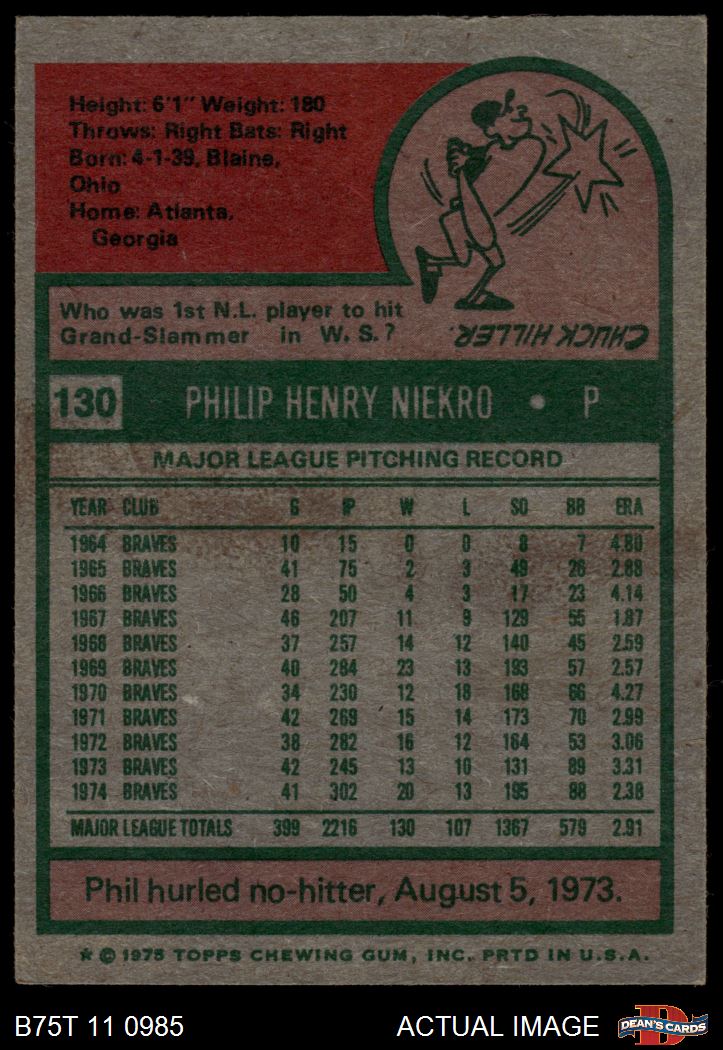 Height: 6'1" Weight: 180
Throws: Right Bats: Right
Born: 4-1-39, Blaine,
Ohio
Home: Atlanta,
Georgia
Who was 1st N.L. player to hit
Grand-Slammer in W. S.?
CHUCK HILLER.
130 PHILIP HENRY NIEKRO • P
MAJOR LEAGUE PITCHING RECORD
YEAR CLUB G IP W L SO BB ERA
1964 BRAVES 10 15 0 0 8 7 4.80
1965 BRAVES 41 75 2 3 49 26 2.88
1966 BRAVES 28 50 4 3 17 23 4.14
1967 BRAVES 46 207 11 9 129 55 1.87
1968 BRAVES 37 257 14 12 140 45 2.59
1969 BRAVES 40 284 23 13 193 57 2.57
1970 BRAVES 34 230 12 18 168 66 4.27
1971 BRAVES 42 269 15 14 173 70 2.99
1972 BRAVES 38 282 16 12 164 53 3.06
1973 BRAVES 42 245 13 10 131 89 3.31
1974 BRAVES 41 302 20 13 195 88 2.38
MAJOR LEAGUE TOTALS 399 2216 130 107 1367 579 2.91
Phil hurled no-hitter, August 5, 1973.
* © 1975 TOPPS CHEWING GUM, INC. PRTD IN U.S.A.
B75T 11 0985 ACTUAL IMAGE
DEAN'S CARDS